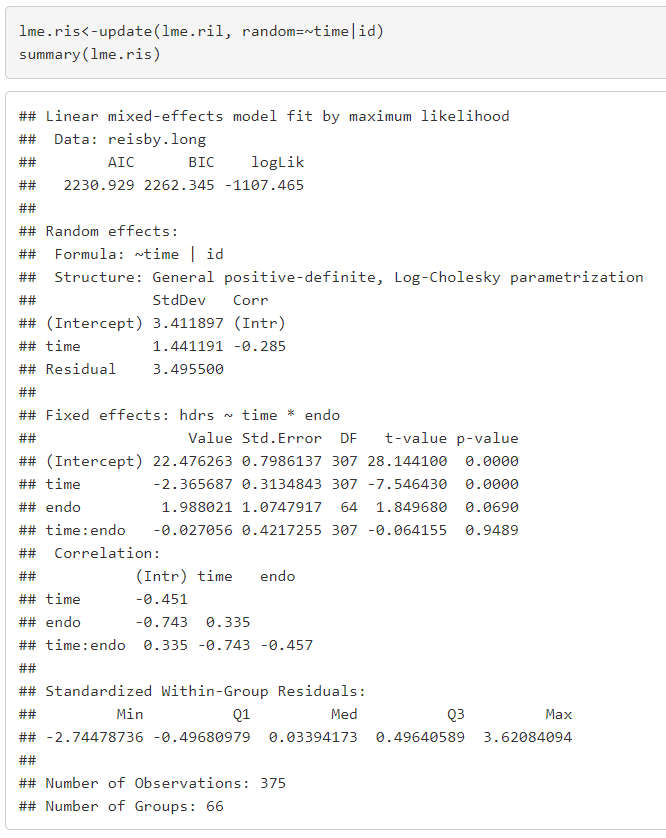 lme.ris<-update(lme.ril, random=~time|id)
summary(lme.ris)
## Linear mixed-effects model fit by maximum likelihood
##  Data: reisby.long
##        AIC      BIC    logLik
##   2230.929 2262.345 -1107.465
##
## Random effects:
##  Formula: ~time | id
##  Structure: General positive-definite, Log-Cholesky parametrization
##             StdDev   Corr
## (Intercept) 3.411897 (Intr)
## time        1.441191 -0.285
## Residual    3.495500
##
## Fixed effects: hdrs ~ time * endo
##                 Value Std.Error  DF   t-value p-value
## (Intercept) 22.476263 0.7986137 307 28.144100  0.0000
## time        -2.365687 0.3134843 307 -7.546430  0.0000
## endo         1.988021 1.0747917  64  1.849680  0.0690
## time:endo   -0.027056 0.4217255 307 -0.064155  0.9489
##  Correlation:
##           (Intr) time   endo
## time      -0.451
## endo      -0.743  0.335
## time:endo  0.335 -0.743 -0.457
##
## Standardized Within-Group Residuals:
##         Min          Q1         Med          Q3         Max
## -2.74478736 -0.49680979  0.03394173  0.49640589  3.62084094
##
## Number of Observations: 375
## Number of Groups: 66